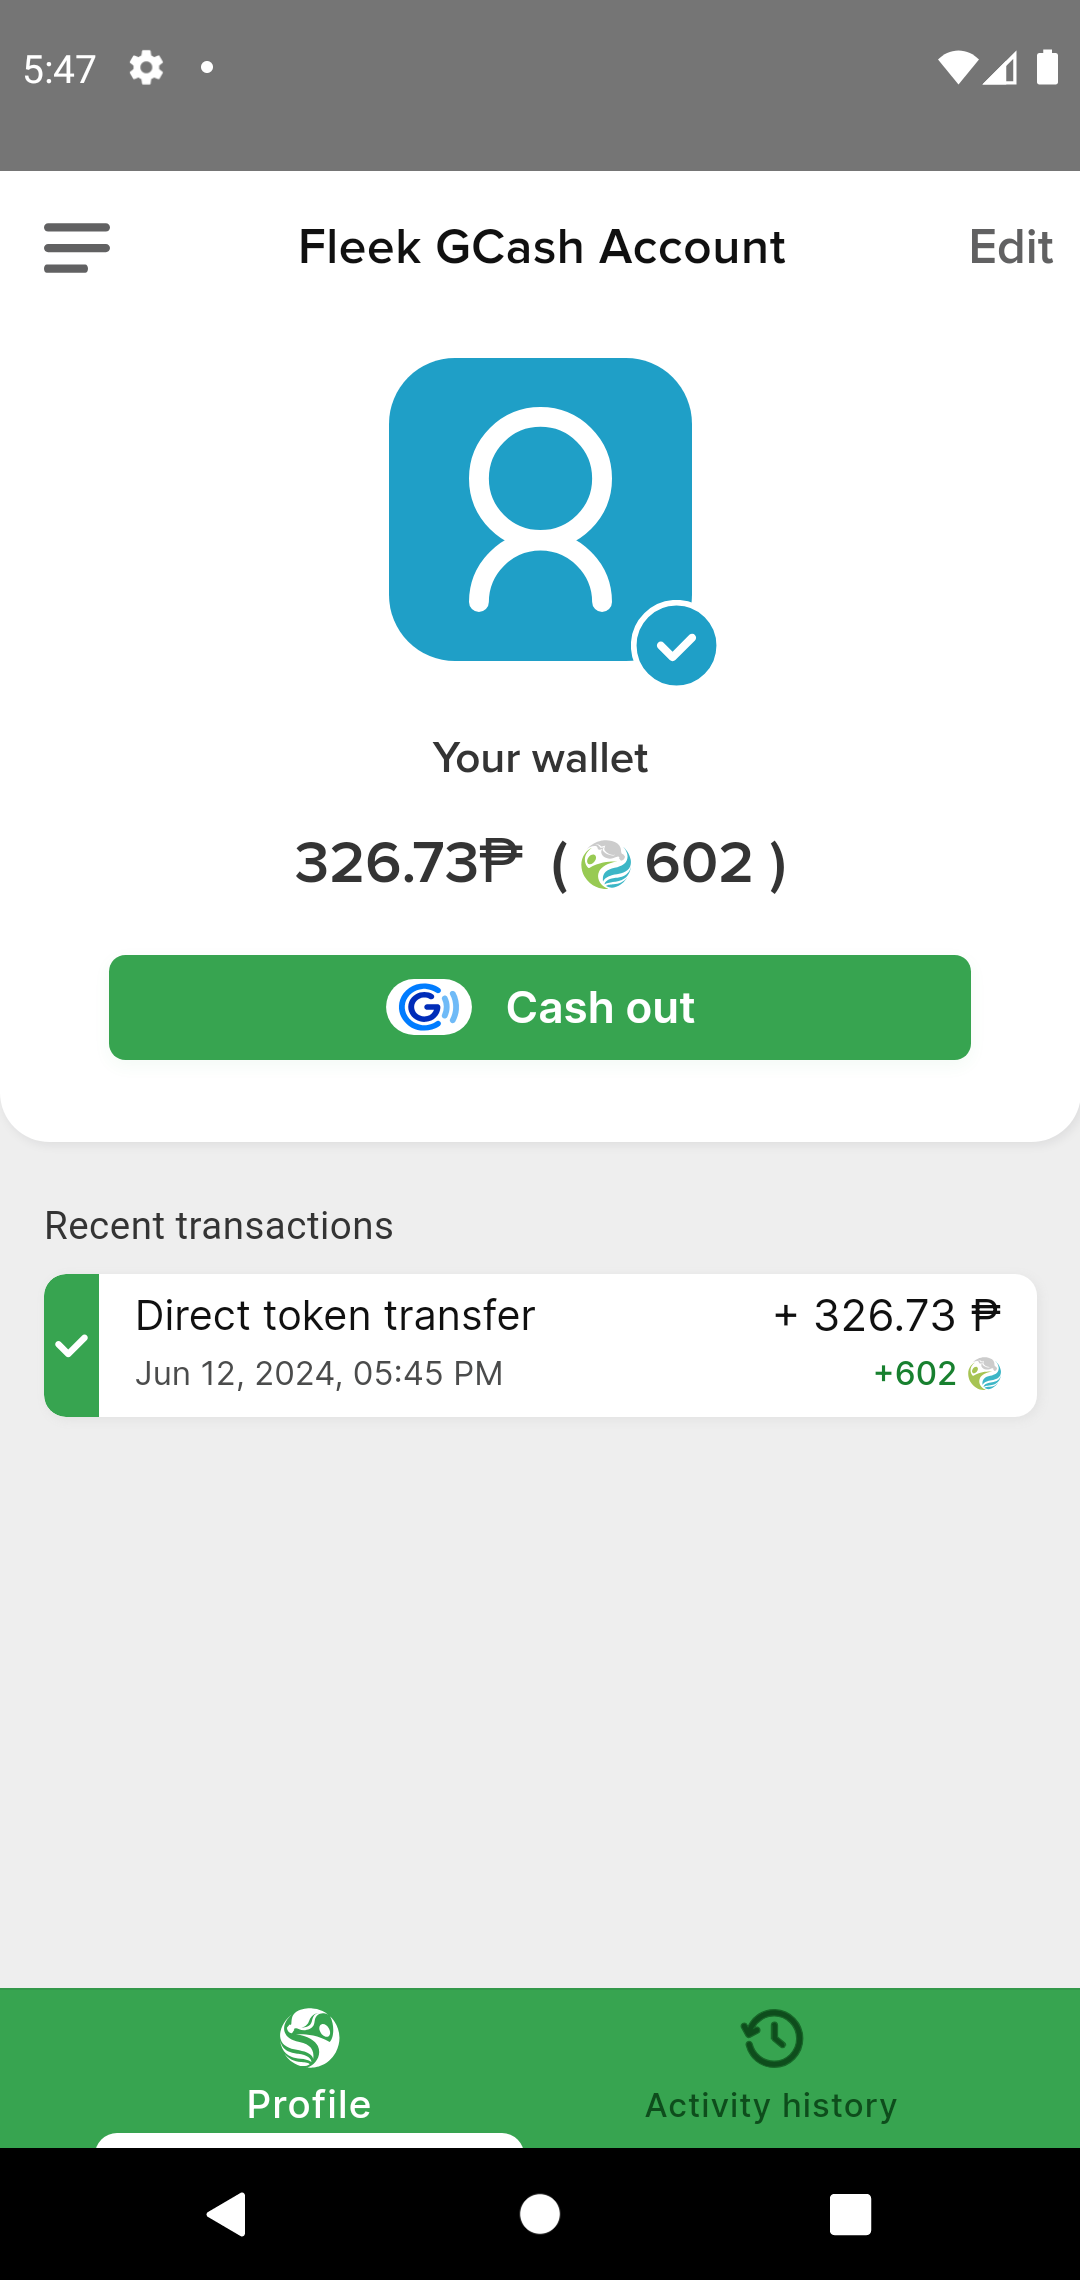 5:47
Fleek GCash Account
Edit
Your wallet
326.73₱ ( 602 )
Cash out
Recent transactions
Direct token transfer
+ 326.73 ₱
Jun 12, 2024, 05:45 PM
+602
Profile
Activity history